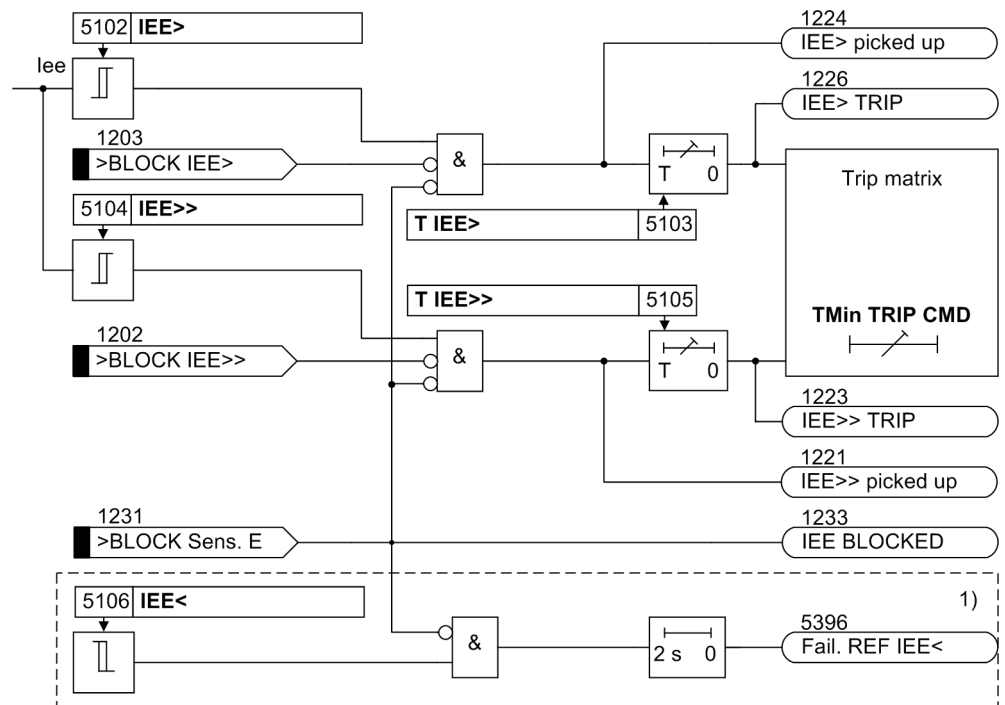 5102 IEE>
1224
IEE> picked up
Iee
1226
IEE> TRIP
1203
>BLOCK IEE>
&
T 0
Trip matrix
5104 IEE>>
T IEE> 5103
T IEE>> 5105
TMin TRIP CMD
1202
>BLOCK IEE>>
&
T 0
1223
IEE>> TRIP
1221
IEE>> picked up
1231
>BLOCK Sens. E
1233
IEE BLOCKED
5106 IEE<
1)
&
2 s 0
5396
Fail. REF IEE<